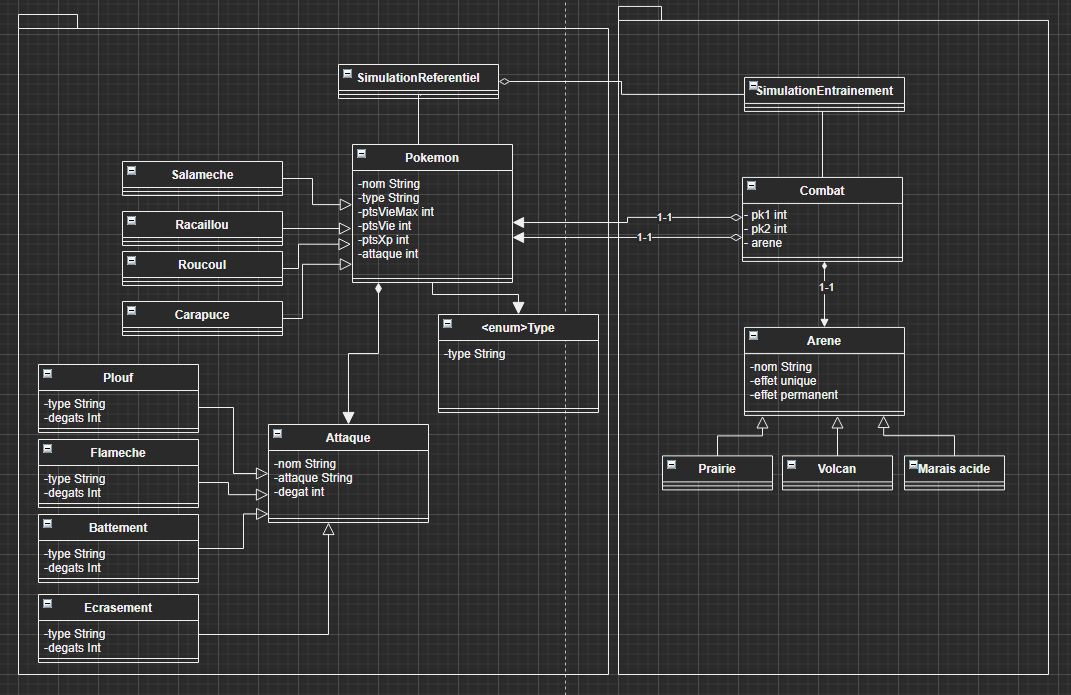 SimulationReferentiel
Pokemon
-nom String
-type String
-ptsVieMax int
-ptsVie int
-ptsXp int
-attaque int
Salameche
Racaillou
Roucoul
Carapuce
<enum>Type
-type String
Plouf
-type String
-degats Int
Flameche
-type String
-degats Int
Battement
-type String
-degats Int
Ecrasement
-type String
-degats Int
Attaque
-nom String
-attaque String
-degat int
SimulationEntrainement
Combat
- pk1 int
- pk2 int
- arene
1-1
1-1
1-1
Arene
-nom String
-effet unique
-effet permanent
Prairie
Volcan
Marais acide